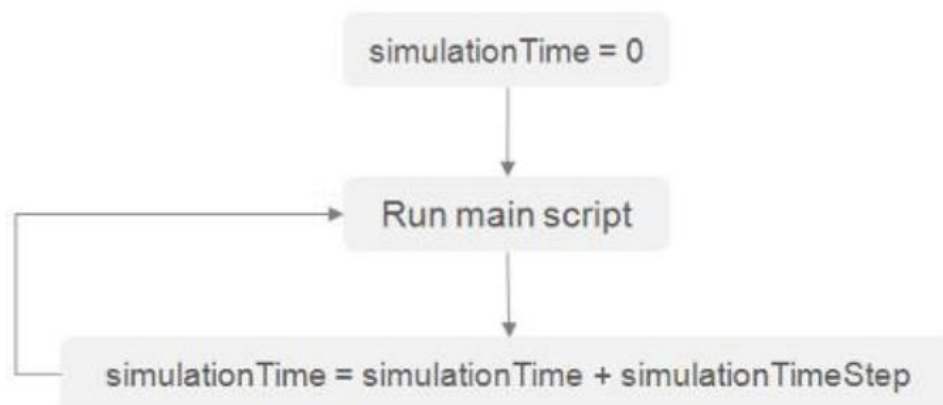 simulationTime = 0
Run main script
simulationTime = simulationTime + simulationTimeStep